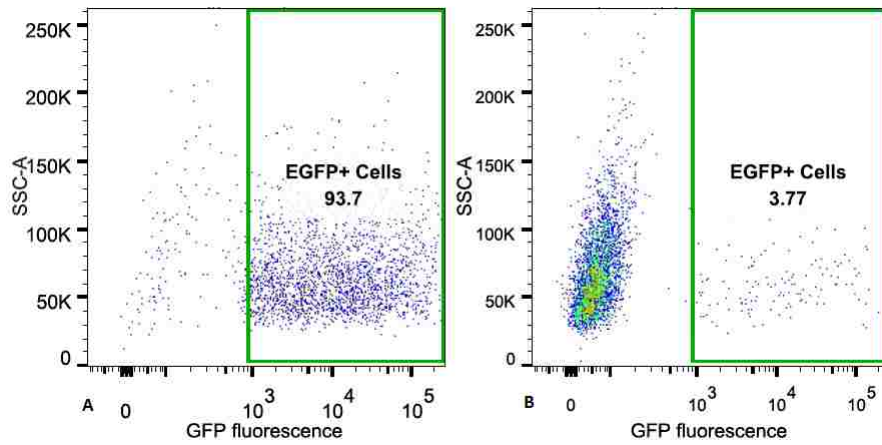 250K
200K
150K
100K
50K
0
SSC-A
EGFP+ Cells
93.7
A
0
10^3
10^4
10^5
GFP fluorescence
250K
200K
150K
100K
50K
0
SSC-A
EGFP+ Cells
3.77
B
0
10^3
10^4
10^5
GFP fluorescence